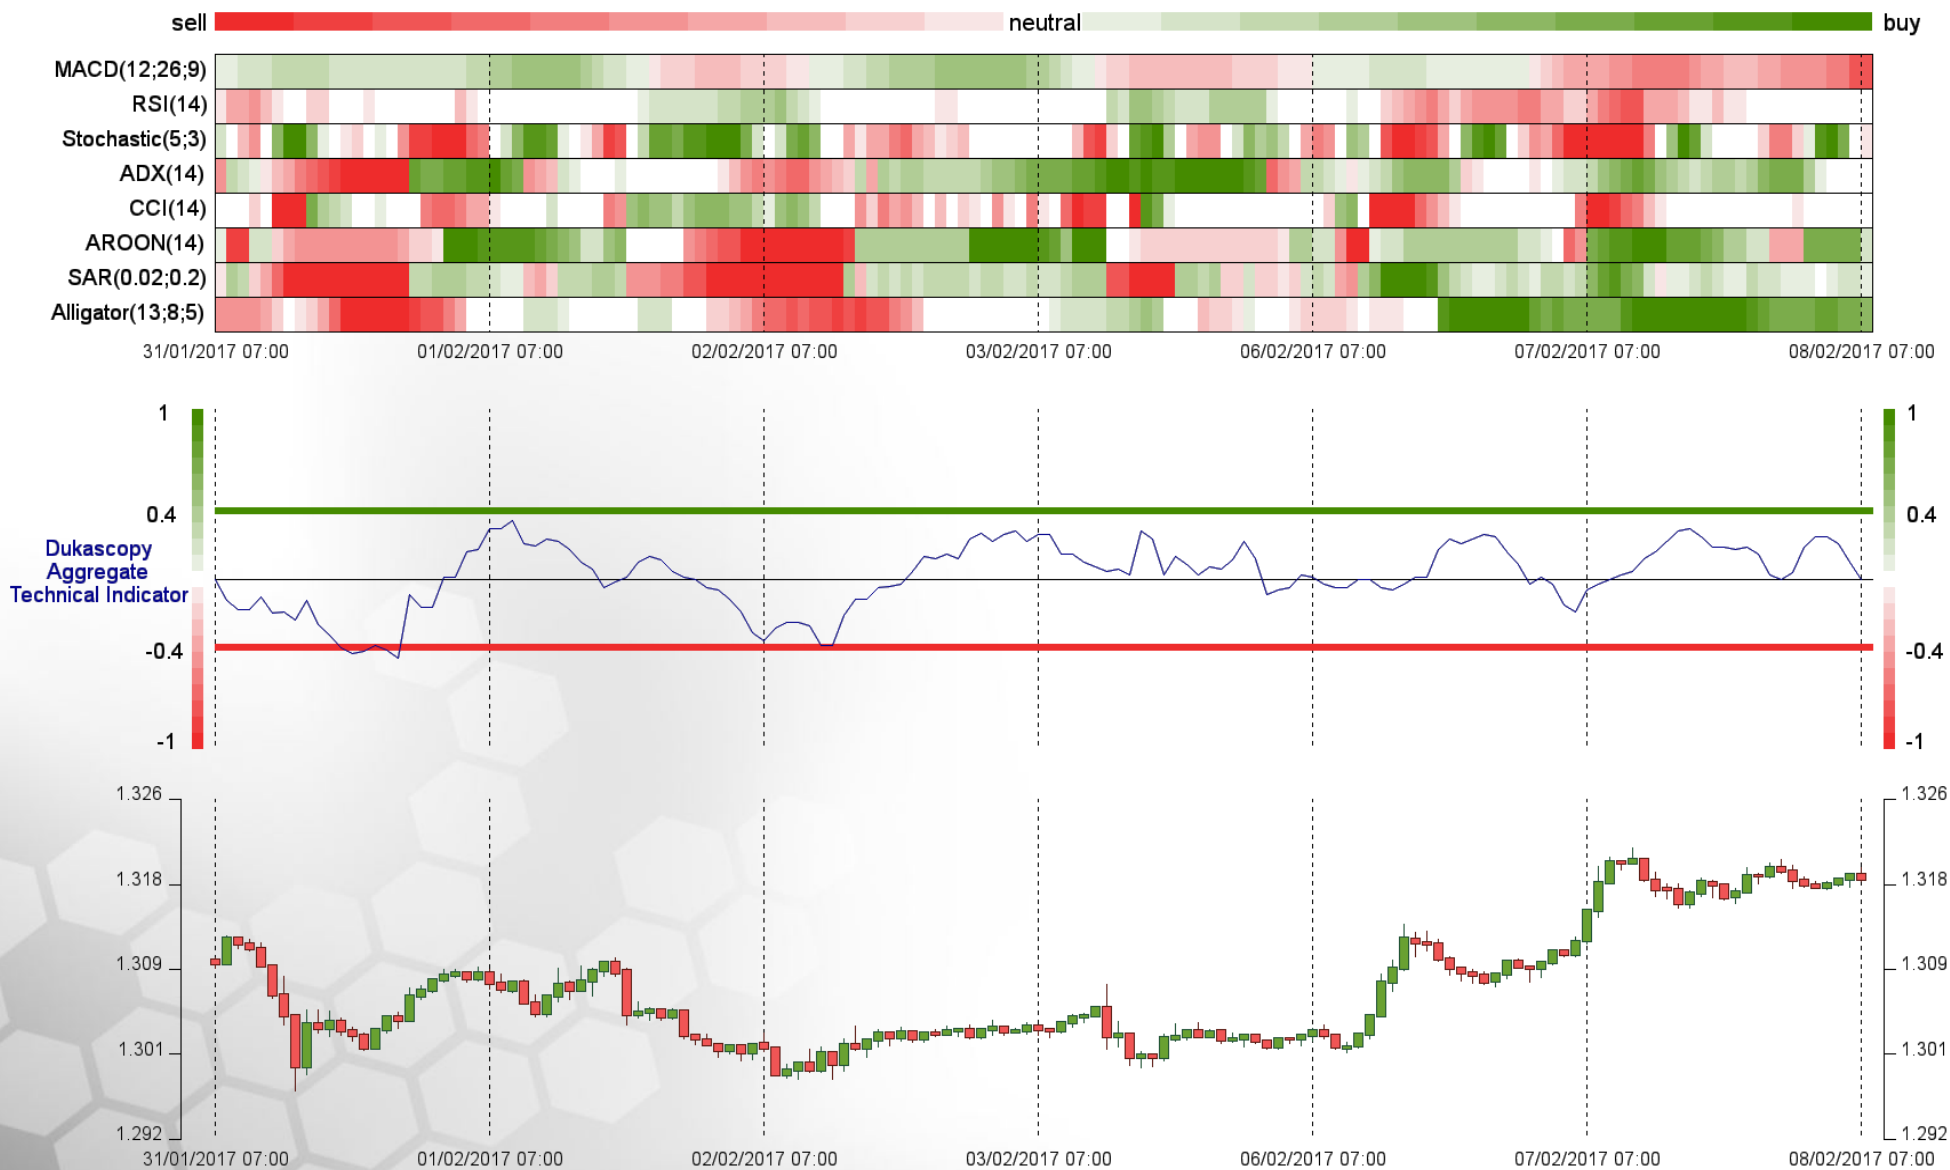 sell neutral buy
MACD(12;26;9)
RSI(14)
Stochastic(5;3)
ADX(14)
CCI(14)
AROON(14)
SAR(0.02;0.2)
Alligator(13;8;5)
31/01/2017 07:00 01/02/2017 07:00 02/02/2017 07:00 03/02/2017 07:00 06/02/2017 07:00 07/02/2017 07:00 08/02/2017 07:00
1 1
0.4 0.4
Dukascopy
Aggregate
Technical Indicator
-0.4 -0.4
-1 -1
1.326 1.326
1.318 1.318
1.309 1.309
1.301 1.301
1.292 1.292
31/01/2017 07:00 01/02/2017 07:00 02/02/2017 07:00 03/02/2017 07:00 06/02/2017 07:00 07/02/2017 07:00 08/02/2017 07:00